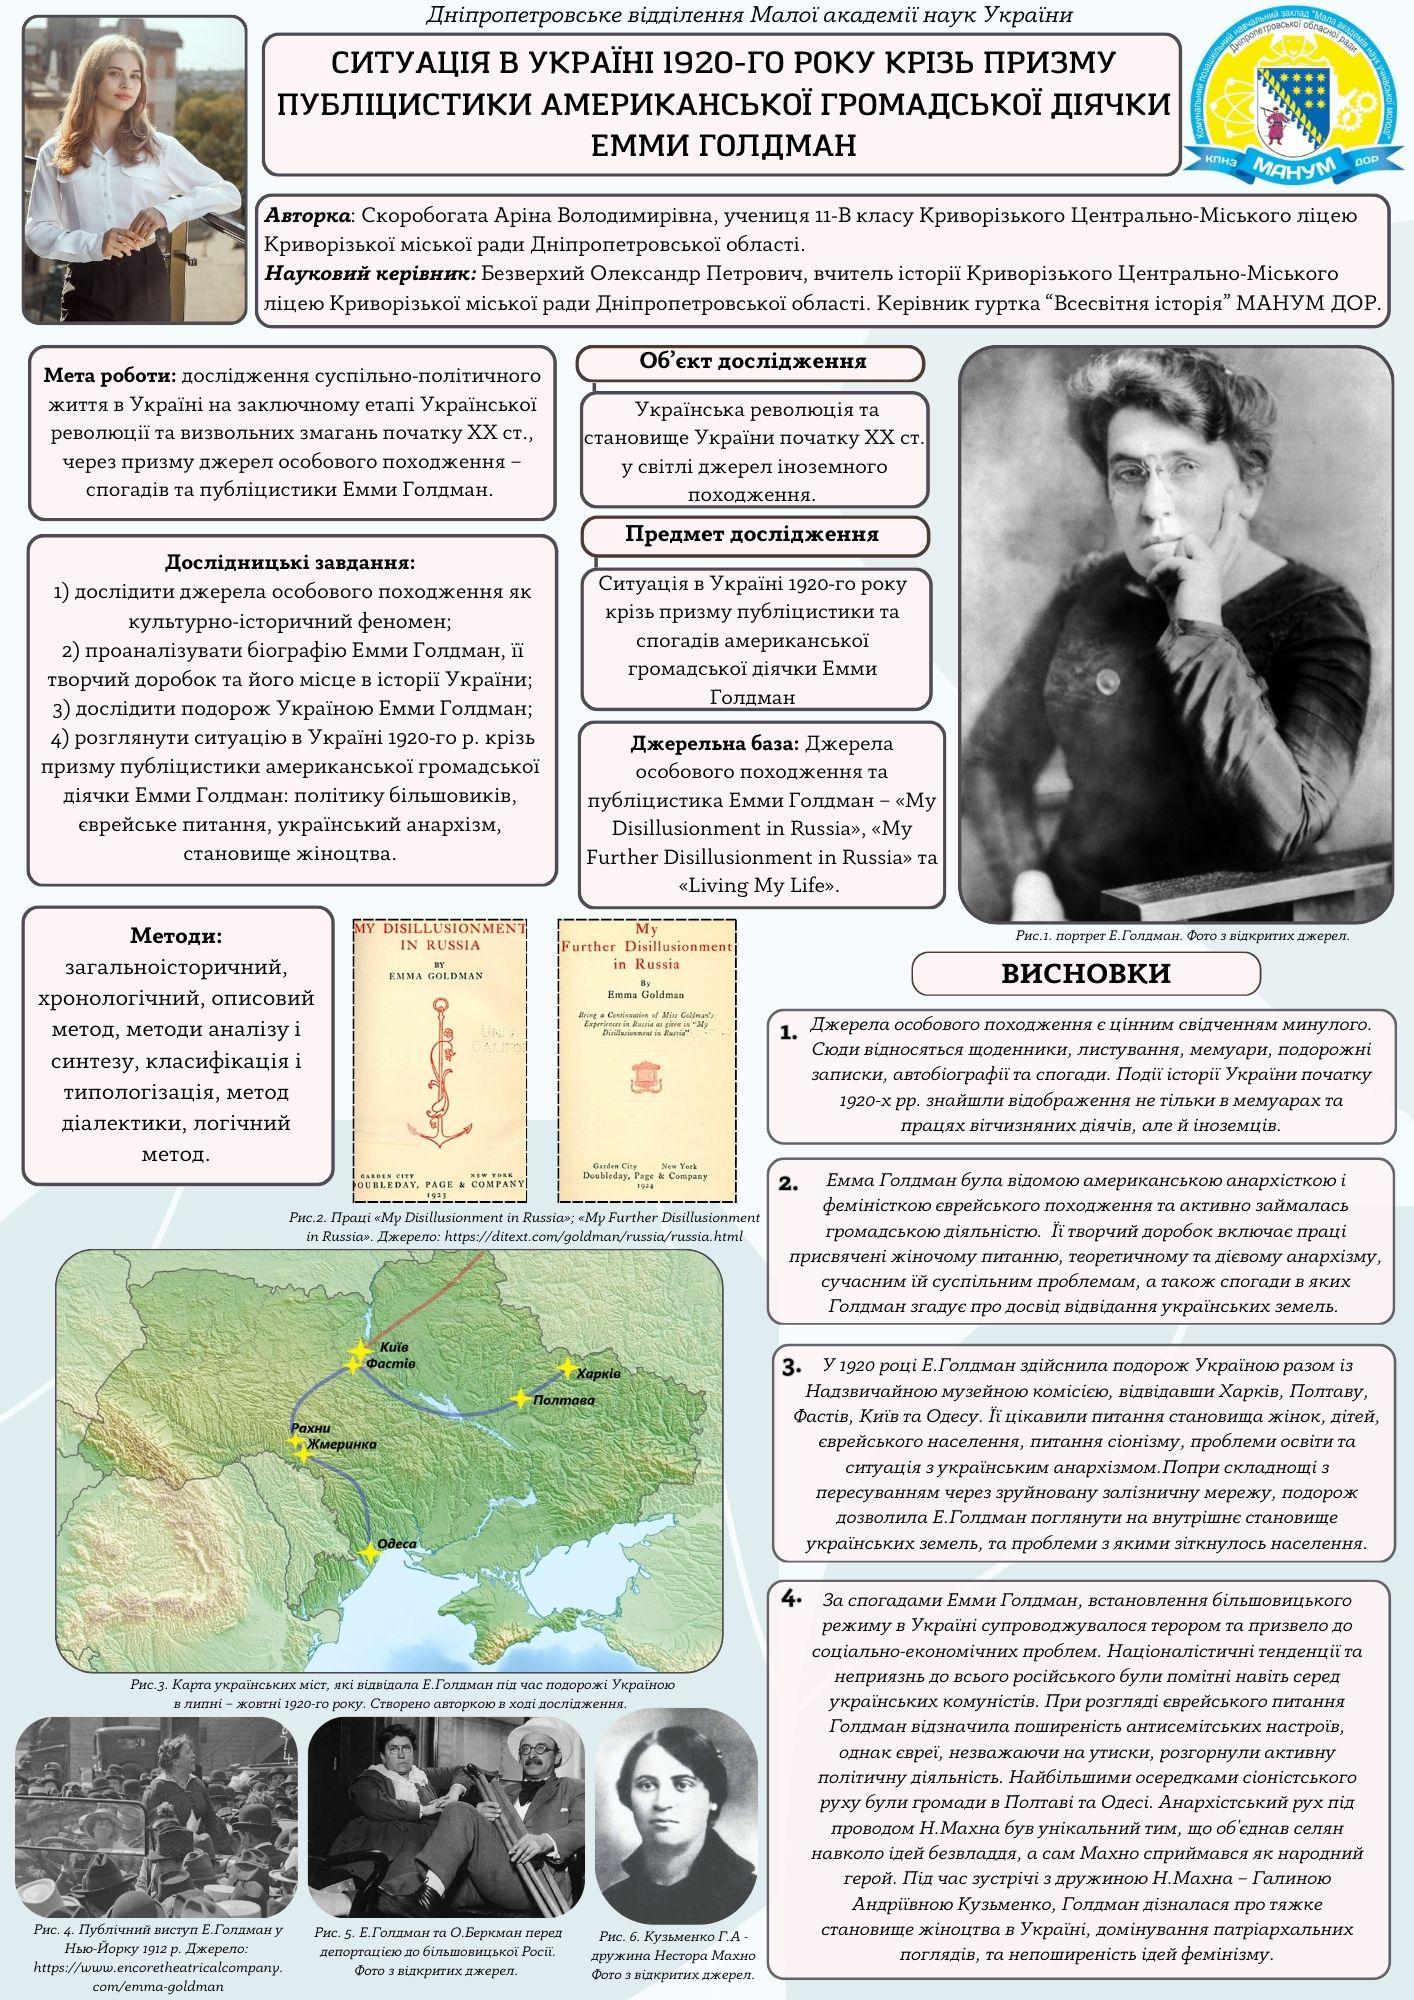 Дніпропетровське відділення Малої академії наук України
СИТУАЦІЯ В УКРАЇНІ 1920-ГО РОКУ КРІЗЬ ПРИЗМУ
ПУБЛІЦИСТИКИ АМЕРИКАНСЬКОЇ ГРОМАДСЬКОЇ ДІЯЧКИ
ЕММИ ГОЛДМАН
Комунальний позашкільний навчальний заклад "Мала академія наук учнівської молоді"
Дніпропетровської обласної ради
КПНЗ МАНУМ ДОР
Авторка: Скоробогата Аріна Володимирівна, учениця 11-В класу Криворізького Центрально-Міського ліцею
Криворізької міської ради Дніпропетровської області.
Науковий керівник: Безверхий Олександр Петрович, вчитель історії Криворізького Центрально-Міського
ліцею Криворізької міської ради Дніпропетровської області. Керівник гуртка “Всесвітня історія” МАНУМ ДОР.
Мета роботи: дослідження суспільно-політичного
життя в Україні на заключному етапі Української
революції та визвольних змагань початку XX ст.,
через призму джерел особового походження –
спогадів та публіцистики Емми Голдман.
Дослідницькі завдання:
1) дослідити джерела особового походження як
культурно-історичний феномен;
2) проаналізувати біографію Емми Голдман, її
творчий доробок та його місце в історії України;
3) дослідити подорож Україною Емми Голдман;
4) розглянути ситуацію в Україні 1920-го р. крізь
призму публіцистики американської громадської
діячки Емми Голдман: політику більшовиків,
єврейське питання, український анархізм,
становище жіноцтва.
Об’єкт дослідження
Українська революція та
становище України початку XX ст.
у світлі джерел іноземного
походження.
Предмет дослідження
Ситуація в Україні 1920-го року
крізь призму публіцистики та
спогадів американської
громадської діячки Емми
Голдман
Джерельна база: Джерела
особового походження та
публіцистика Емми Голдман – «My
Disillusionment in Russia», «My
Further Disillusionment in Russia» та
«Living My Life».
Рис.1. портрет Е.Голдман. Фото з відкритих джерел.
Методи:
загальноісторичний,
хронологічний, описовий
метод, методи аналізу і
синтезу, класифікація і
типологізація, метод
діалектики, логічний
метод.
MY DISILLUSIONMENT
IN RUSSIA
BY
EMMA GOLDMAN
GARDEN CITY NEW YORK
DOUBLEDAY, PAGE & COMPANY
1923
My
Further Disillusionment
in Russia
By
Emma Goldman
Being a Continuation of Miss Goldman's
Experiences in Russia as given in "My
Disillusionment in Russia"
Garden City New York
Doubleday, Page & Company
1924
Рис.2. Праці «My Disillusionment in Russia»; «My Further Disillusionment
in Russia». Джерело: https://ditext.com/goldman/russia/russia.html
Київ
Фастів
Харків
Полтава
Рахни
Жмеринка
Одеса
Рис.3. Карта українських міст, які відвідала Е.Голдман під час подорожі Україною
в липні – жовтні 1920-го року. Створено авторкою в ході дослідження.
Рис. 4. Публічний виступ Е.Голдман у
Нью-Йорку 1912 р. Джерело:
https://www.encoretheatricalcompany.
com/emma-goldman
Рис. 5. Е.Голдман та О.Беркман перед
депортацією до більшовицької Росії.
Фото з відкритих джерел.
Рис. 6. Кузьменко Г.А -
дружина Нестора Махно
Фото з відкритих джерел.
ВИСНОВКИ
1. Джерела особового походження є цінним свідченням минулого.
Сюди відносяться щоденники, листування, мемуари, подорожні
записки, автобіографії та спогади. Події історії України початку
1920-х рр. знайшли відображення не тільки в мемуарах та
працях вітчизняних діячів, але й іноземців.
2. Емма Голдман була відомою американською анархісткою і
феміністкою єврейського походження та активно займалась
громадською діяльністю. Її творчий доробок включає праці
присвячені жіночому питанню, теоретичному та дієвому анархізму,
сучасним їй суспільним проблемам, а також спогади в яких
Голдман згадує про досвід відвідання українських земель.
3. У 1920 році Е.Голдман здійснила подорож Україною разом із
Надзвичайною музейною комісією, відвідавши Харків, Полтаву,
Фастів, Київ та Одесу. Її цікавили питання становища жінок, дітей,
єврейського населення, питання сіонізму, проблеми освіти та
ситуація з українським анархізмом.Попри складнощі з
пересуванням через зруйновану залізничну мережу, подорож
дозволила Е.Голдман поглянути на внутрішнє становище
українських земель, та проблеми з якими зіткнулось населення.
4. За спогадами Емми Голдман, встановлення більшовицького
режиму в Україні супроводжувалося терором та призвело до
соціально-економічних проблем. Націоналістичні тенденції та
неприязнь до всього російського були помітні навіть серед
українських комуністів. При розгляді єврейського питання
Голдман відзначила поширеність антисемітських настроїв,
однак євреї, незважаючи на утиски, розгорнули активну
політичну діяльність. Найбільшими осередками сіоністського
руху були громади в Полтаві та Одесі. Анархістський рух під
проводом Н.Махна був унікальний тим, що об'єднав селян
навколо ідей безвладдя, а сам Махно сприймався як народний
герой. Під час зустрічі з дружиною Н.Махна – Галиною
Андріївною Кузьменко, Голдман дізналася про тяжке
становище жіноцтва в Україні, домінування патріархальних
поглядів, та непоширеність ідей фемінізму.